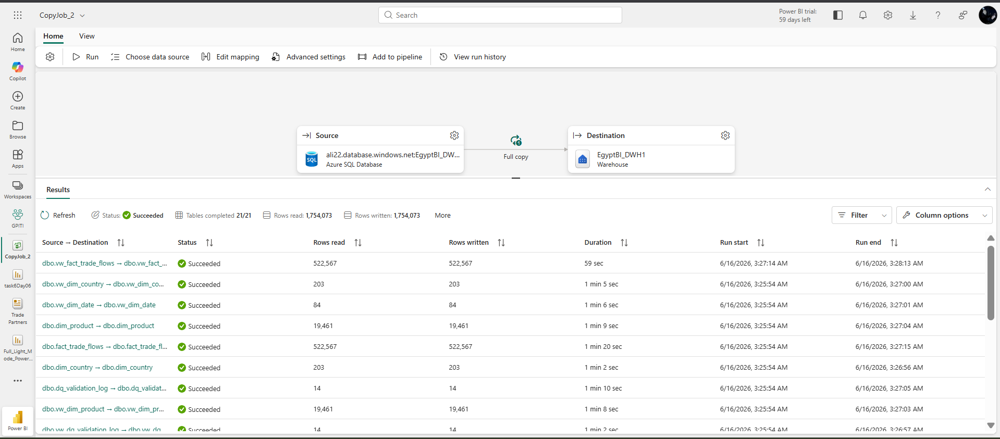 CopyJob_2
Search
Power BI trial:
59 days left
Home
View
Run
Choose data source
Edit mapping
Advanced settings
Add to pipeline
View run history
Home
Copilot
Create
Browse
Apps
Workspaces
GPITI
CopyJob_2
task6Day06
Trade
Partners
Full_Light_M
ode_Power...
Power BI
Source
SQL
ali22.database.windows.net;EgyptBI_DW...
Azure SQL Database
1
Full copy
Destination
EgyptBI_DWH1
Warehouse
Results
Refresh
Status: Succeeded
Tables completed 21/21
Rows read: 1,754,073
Rows written: 1,754,073
More
Filter
Column options
Source → Destination Status Rows read Rows written Duration Run start Run end
dbo.vw_fact_trade_flows → dbo.vw_fact_... Succeeded 522,567 522,567 59 sec 6/16/2026, 3:27:14 AM 6/16/2026, 3:28:13 AM
dbo.vw_dim_country → dbo.vw_dim_co... Succeeded 203 203 1 min 5 sec 6/16/2026, 3:25:54 AM 6/16/2026, 3:27:00 AM
dbo.vw_dim_date → dbo.vw_dim_date Succeeded 84 84 1 min 6 sec 6/16/2026, 3:25:54 AM 6/16/2026, 3:27:01 AM
dbo.dim_product → dbo.dim_product Succeeded 19,461 19,461 1 min 9 sec 6/16/2026, 3:25:54 AM 6/16/2026, 3:27:04 AM
dbo.fact_trade_flows → dbo.fact_trade_fl... Succeeded 522,567 522,567 1 min 20 sec 6/16/2026, 3:25:54 AM 6/16/2026, 3:27:15 AM
dbo.dim_country → dbo.dim_country Succeeded 203 203 1 min 2 sec 6/16/2026, 3:25:54 AM 6/16/2026, 3:26:56 AM
dbo.dq_validation_log → dbo.dq_validat... Succeeded 14 14 1 min 10 sec 6/16/2026, 3:25:54 AM 6/16/2026, 3:27:05 AM
dbo.vw_dim_product → dbo.vw_dim_pr... Succeeded 19,461 19,461 1 min 8 sec 6/16/2026, 3:25:54 AM 6/16/2026, 3:27:03 AM
dbo.vw_dq_validation_log → dbo.vw_dq Succeeded 14 14 1 min 2 sec 6/16/2026, 3:25:54 AM 6/16/2026, 3:26:57 AM